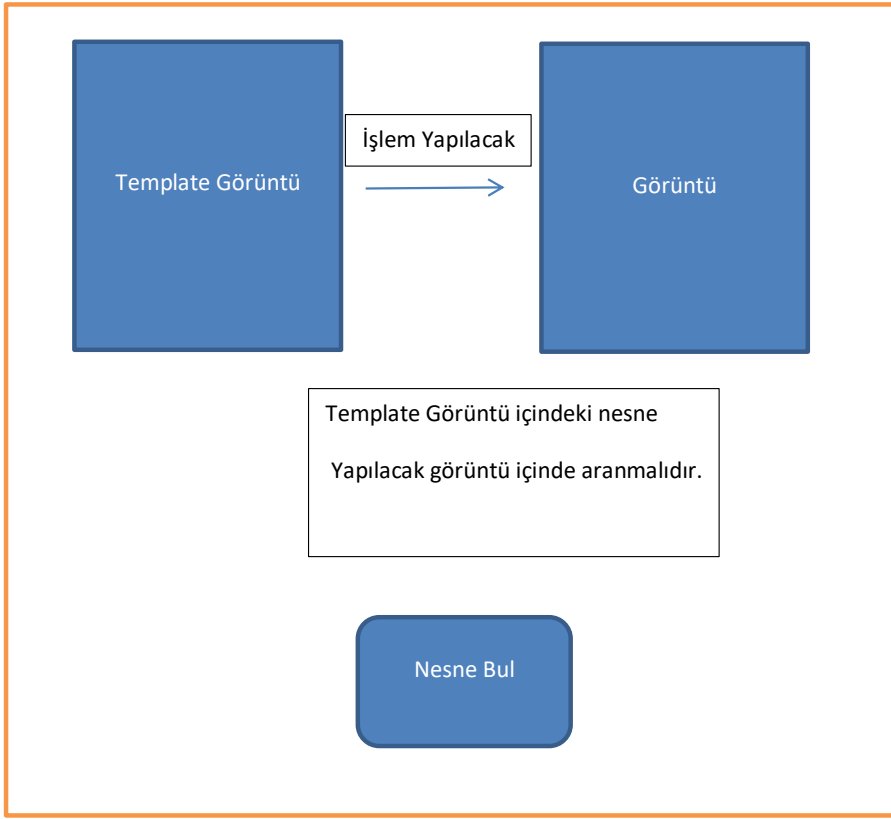 Template Görüntü
İşlem Yapılacak
Görüntü
Template Görüntü içindeki nesne
Yapılacak görüntü içinde aranmalıdır.
Nesne Bul